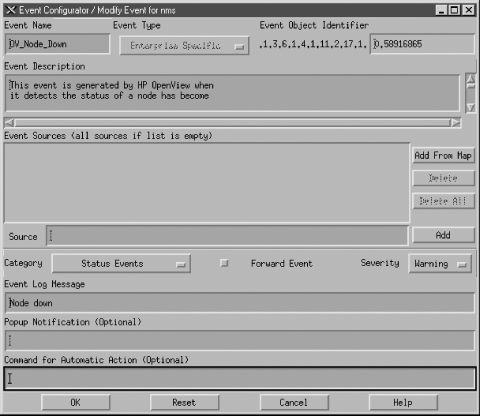 Event Configurator / Modify Event for nms
Event Name
Event Type
Event Object Identifier
OV_Node_Down
Enterprise Specific
.1.3.6.1.4.1.11.2.17.1.
0.58916865
Event Description
This event is generated by HP OpenView when
it detects the status of a node has become
Event Sources (all sources if list is empty)
Add From Map
Delete
Delete All
Source
Add
Category
Status Events
Forward Event
Severity
Warning
Event Log Message
Node down
Popup Notification (Optional)
Command for Automatic Action (Optional)
OK
Reset
Cancel
Help